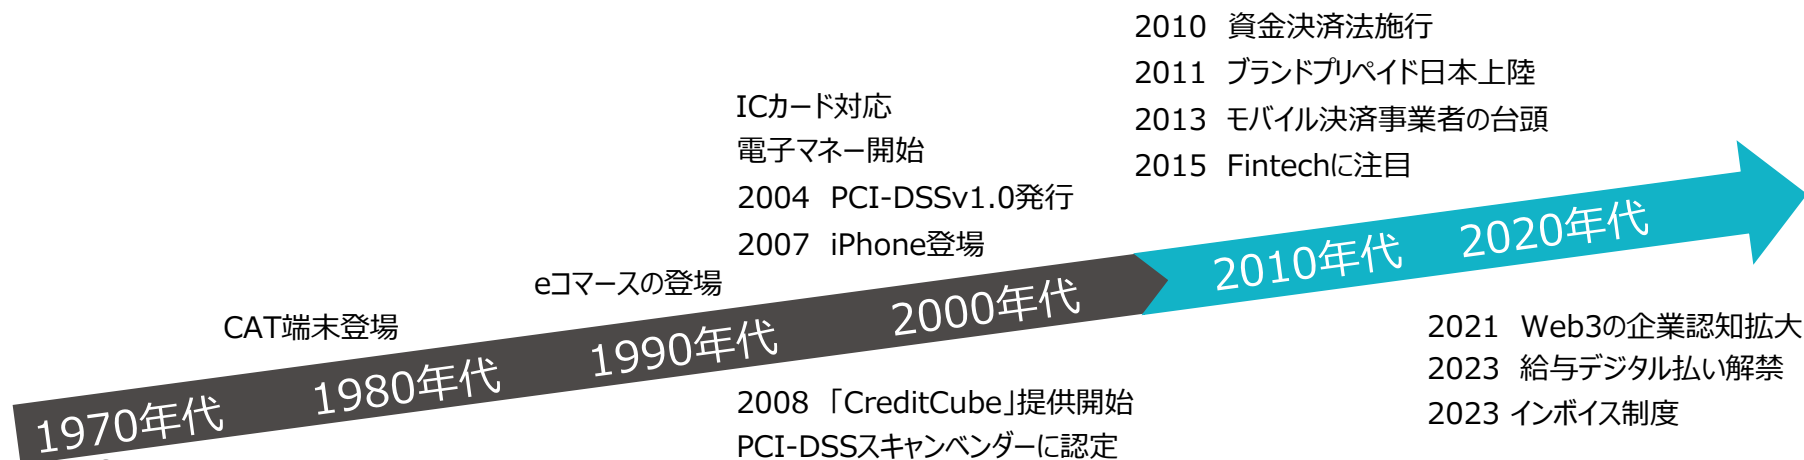 2010 資金決済法施行
2011 ブランドプリペイド日本上陸
2013 モバイル決済事業者の台頭
2015 Fintechに注目
ICカード対応
電子マネー開始
2004 PCI-DSSv1.0発行
2007 iPhone登場
eコマースの登場
CAT端末登場
1970年代
1980年代
1990年代
2000年代
2010年代
2020年代
2008 「CreditCube」提供開始
PCI-DSSスキャンベンダーに認定
2021 Web3の企業認知拡大
2023 給与デジタル払い解禁
2023 インボイス制度